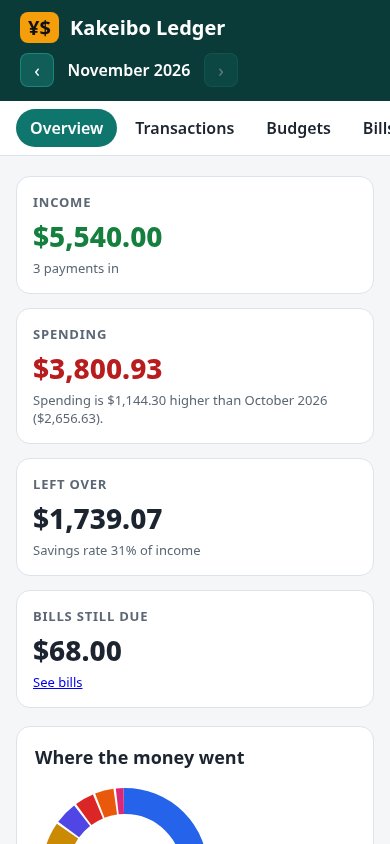 ¥$ Kakeibo Ledger
‹ November 2026 ›
Overview Transactions Budgets Bills
INCOME
$5,540.00
3 payments in
SPENDING
$3,800.93
Spending is $1,144.30 higher than October 2026
($2,656.63).
LEFT OVER
$1,739.07
Savings rate 31% of income
BILLS STILL DUE
$68.00
See bills
Where the money went